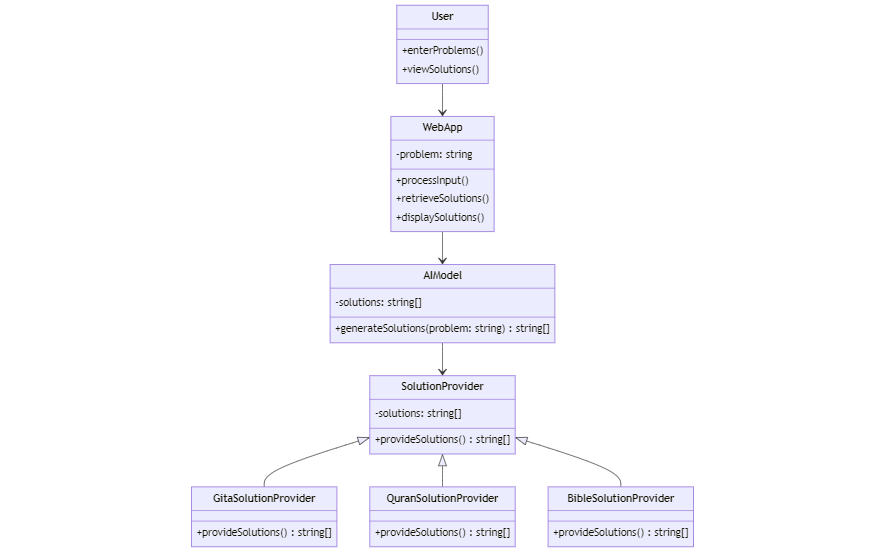 User
+enterProblems()
+viewSolutions()
WebApp
-problem: string
+processInput()
+retrieveSolutions()
+displaySolutions()
AIModel
-solutions: string[]
+generateSolutions(problem: string) : string[]
SolutionProvider
-solutions: string[]
+provideSolutions() : string[]
GitaSolutionProvider
+provideSolutions() : string[]
QuranSolutionProvider
+provideSolutions() : string[]
BibleSolutionProvider
+provideSolutions() : string[]